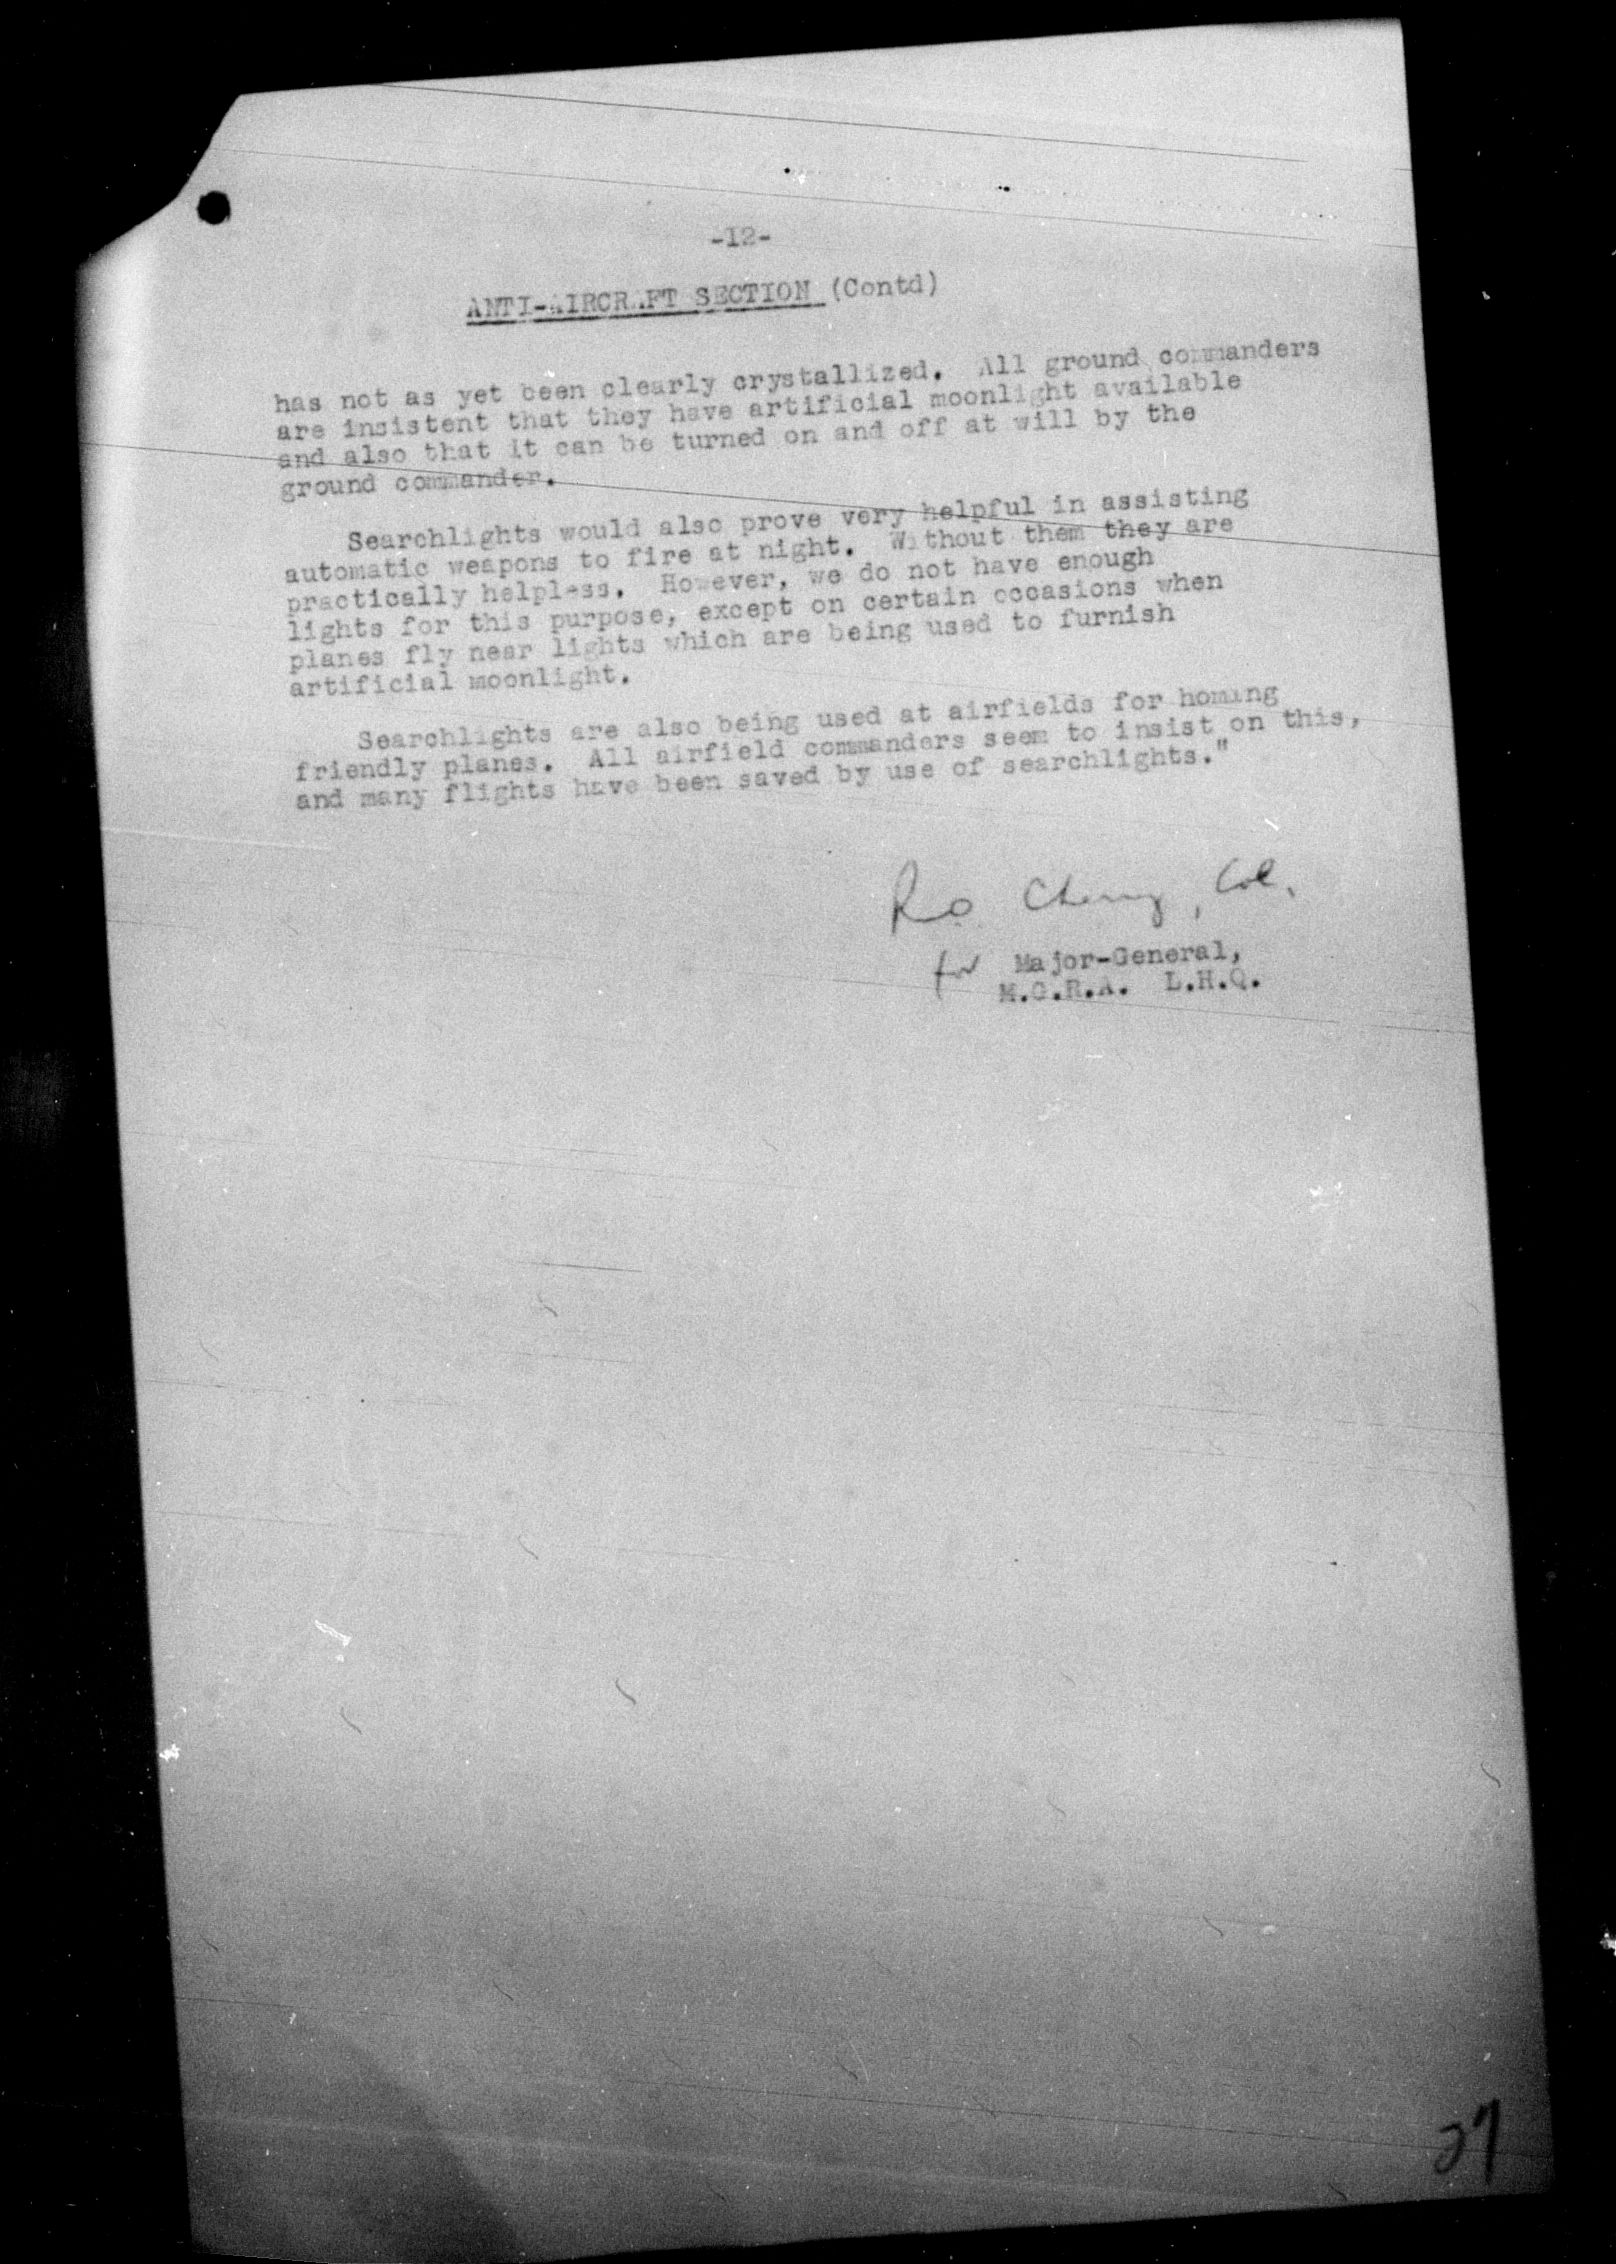 -12-
ANTI-AIRCRAFT SECTION (Contd)
has not as yet been clearly crystallized. All ground commanders
are insistent that they have artificial moonlight available
and also that it can be turned on and off at will by the
ground commander.
Searchlights would also prove very helpful in assisting
automatic weapons to fire at night. Without them they are
practically helpless. However, we do not have enough
lights for this purpose, except on certain occasions when
planes fly near lights which are being used to furnish
artificial moonlight.
Searchlights are also being used at airfields for homing
friendly planes. All airfield commanders seem to insist on this,
and many flights have been saved by use of searchlights."
R.O. Cherry, Col.
for Major-General,
M.G.R.A. L.H.Q.
27